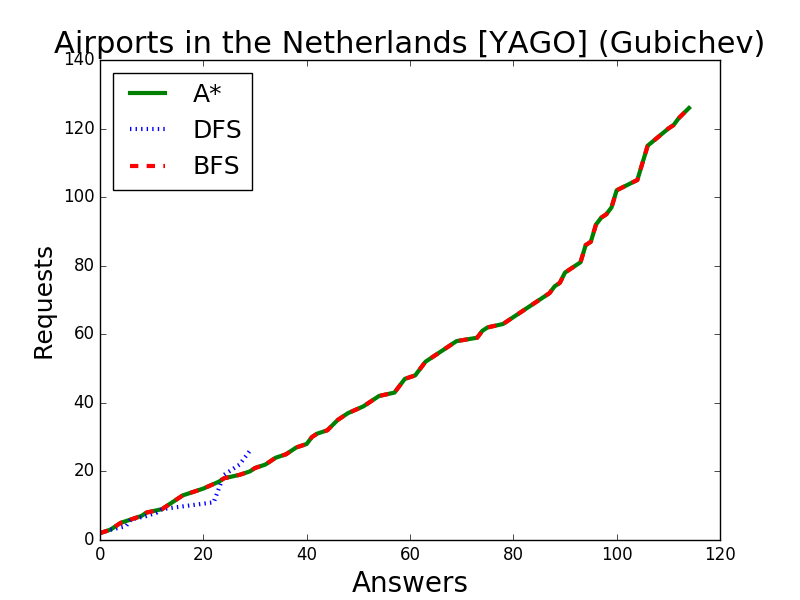 Airports in the Netherlands [YAGO] (Gubichev)
140
120
100
80
60
40
20
0
Requests
A*
DFS
BFS
0 20 40 60 80 100 120
Answers